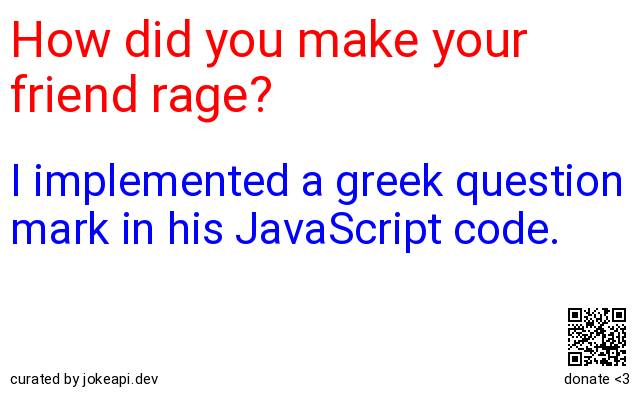 How did you make your
friend rage?
I implemented a greek question
mark in his JavaScript code.
curated by jokeapi.dev
donate <3